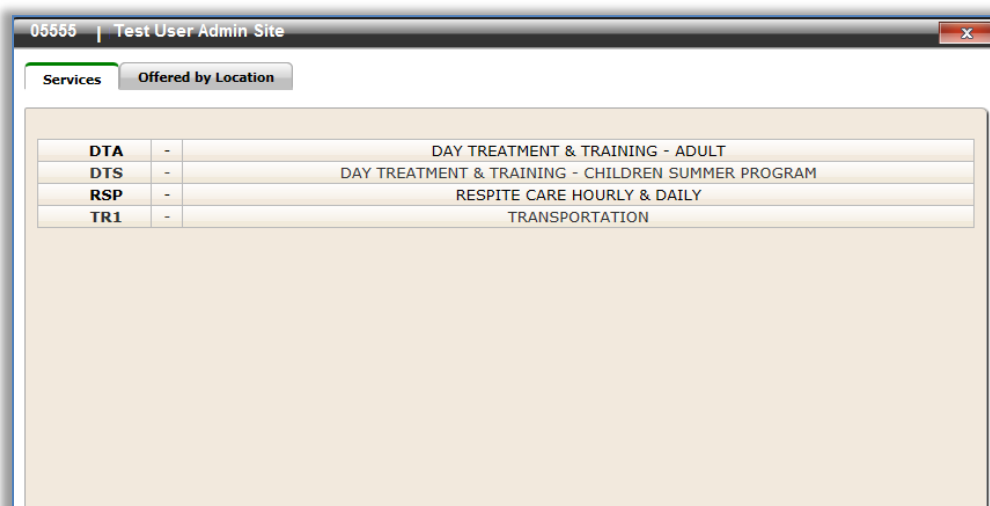 05555 | Test User Admin Site x
Services Offered by Location
DTA - DAY TREATMENT & TRAINING - ADULT
DTS - DAY TREATMENT & TRAINING - CHILDREN SUMMER PROGRAM
RSP - RESPITE CARE HOURLY & DAILY
TR1 - TRANSPORTATION